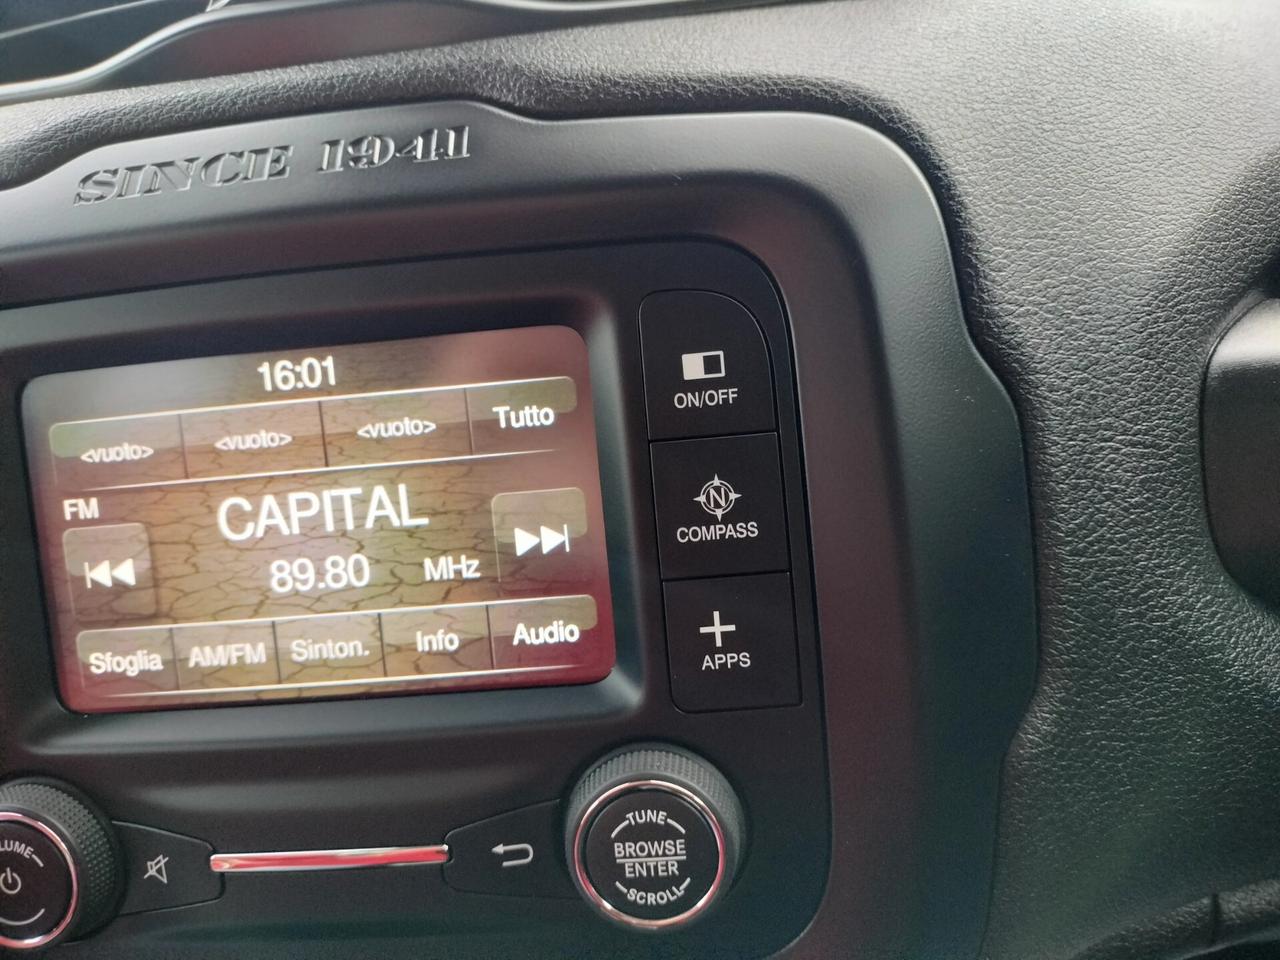 SINCE 1941
16:01
<vuoto> <vuoto> <vuoto> Tutto
FM
CAPITAL
89.80 MHz
Sfoglia AM/FM Sinton. Info Audio
ON/OFF
N
COMPASS
APPS
TUNE
BROWSE
ENTER
SCROLL